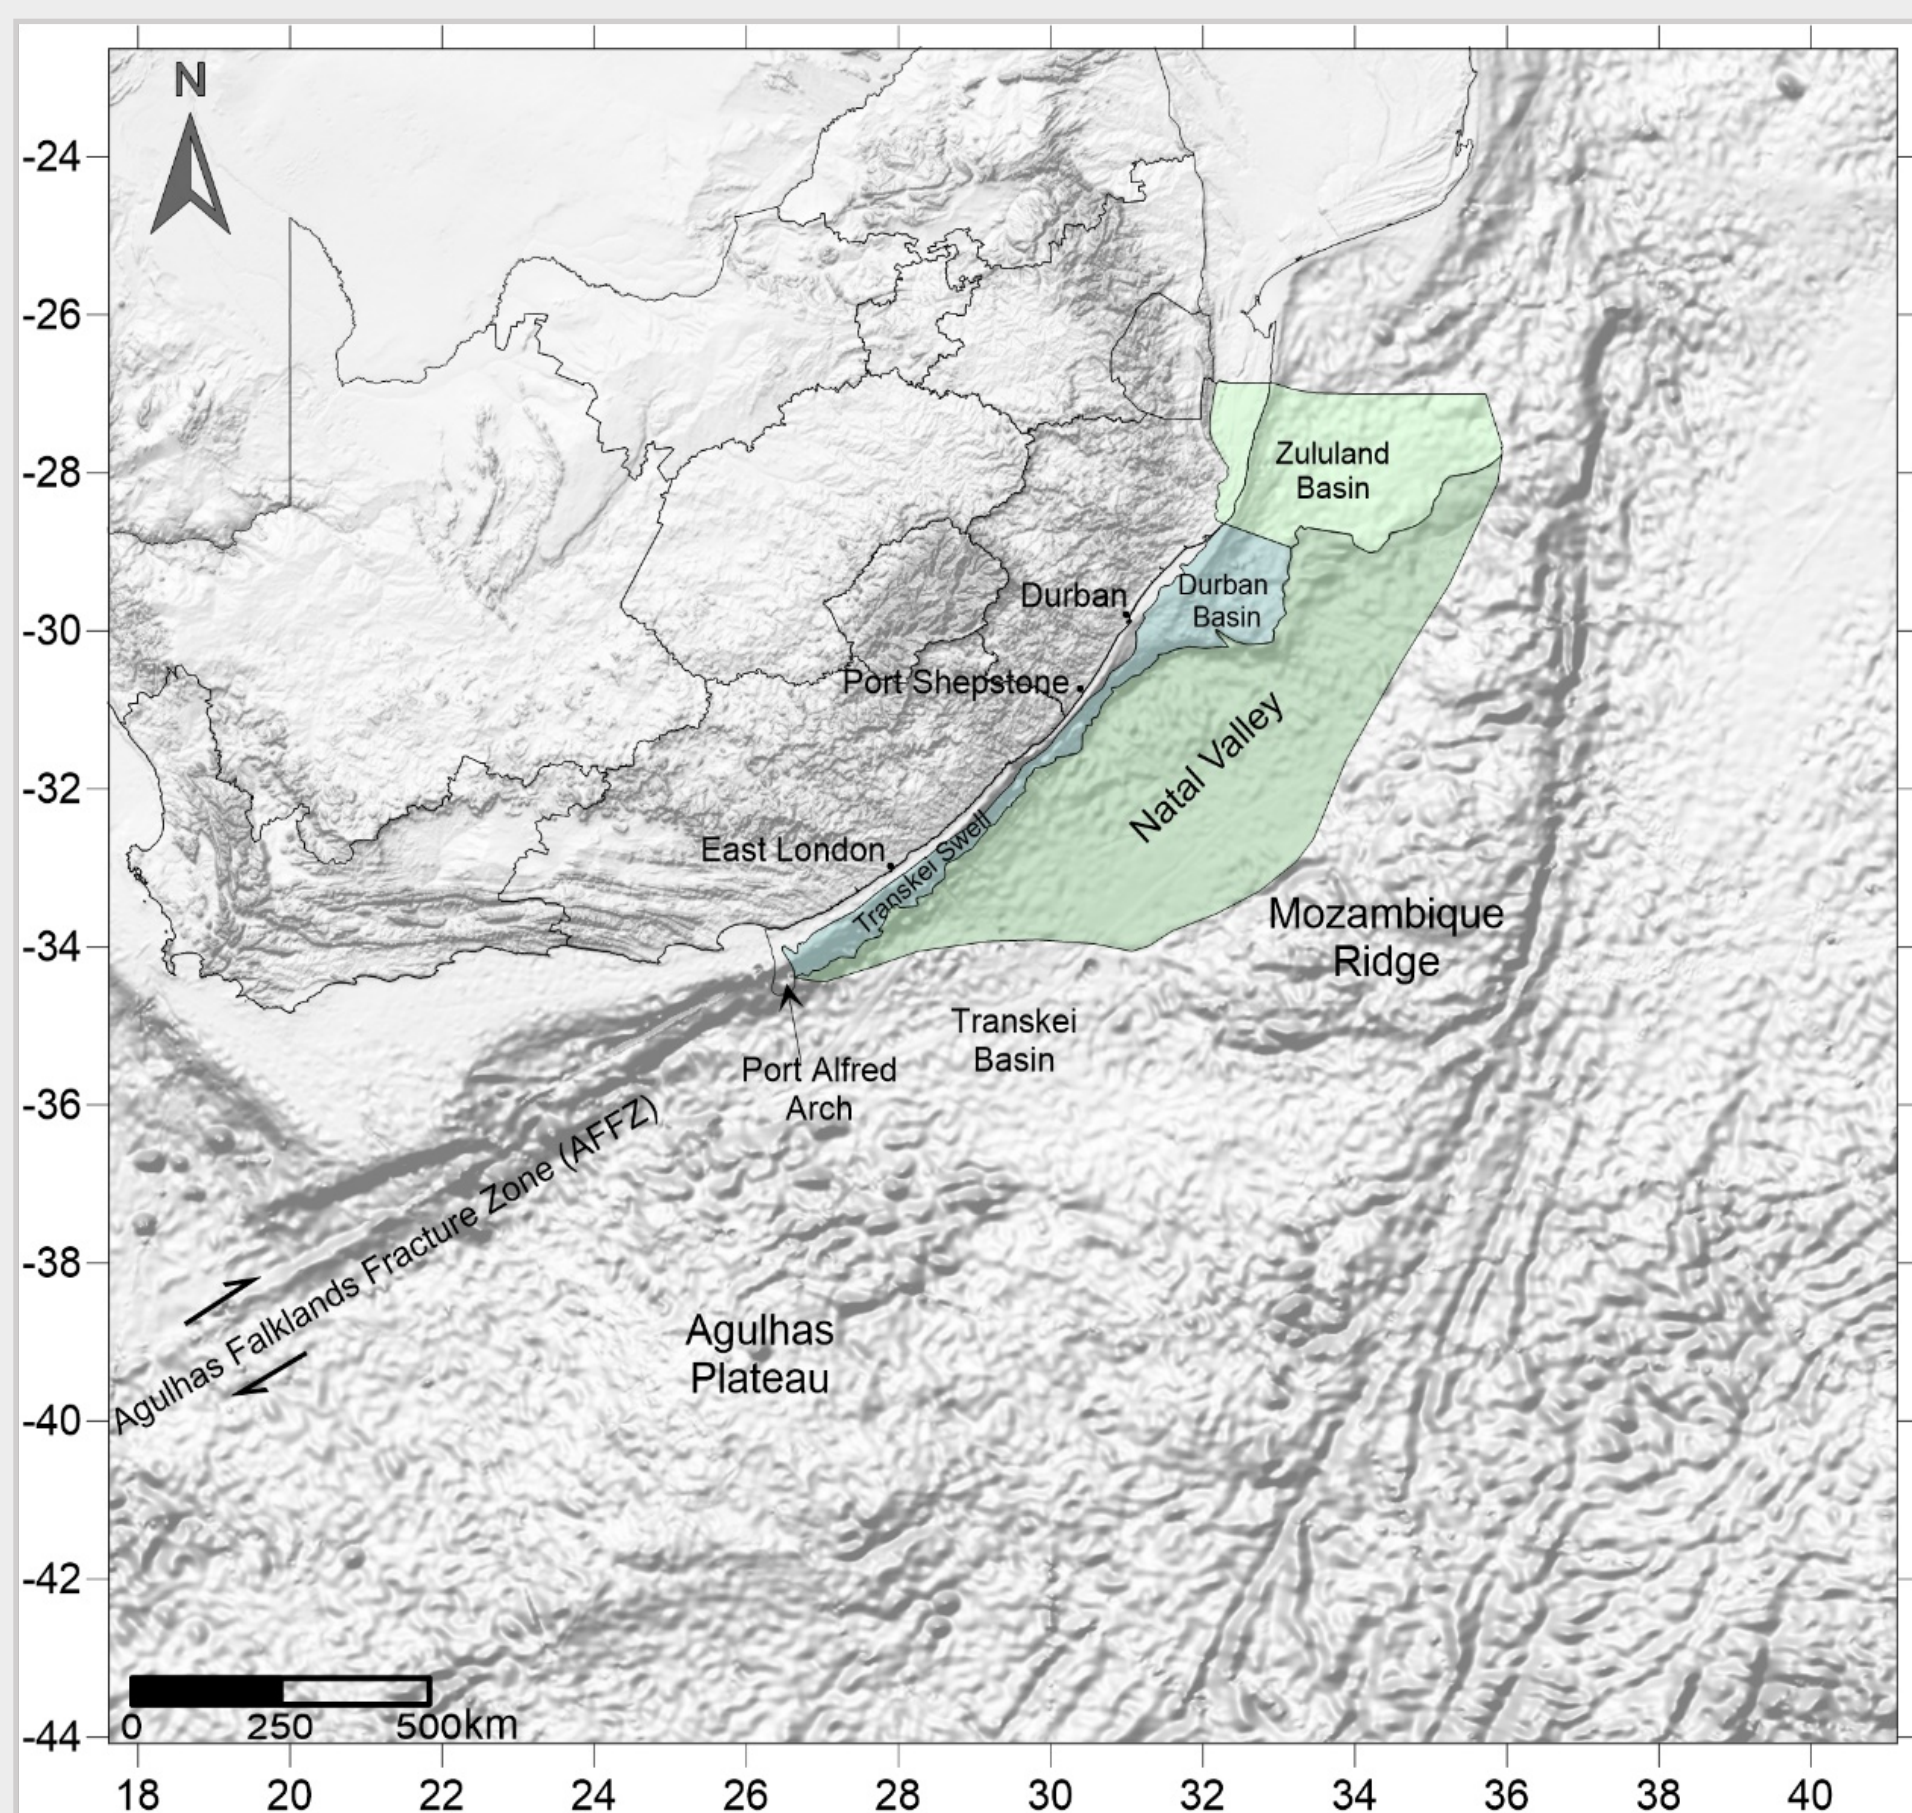 N
-24
-26
-28
-30
-32
-34
-36
-38
-40
-42
-44
Zululand
Basin
Durban
Basin
Durban
Port Shepstone
Natal Valley
East London
Transkei Swell
Mozambique
Ridge
Transkei
Basin
Port Alfred
Arch
Agulhas Falklands Fracture Zone (AFFZ)
Agulhas
Plateau
0 250 500km
18 20 22 24 26 28 30 32 34 36 38 40